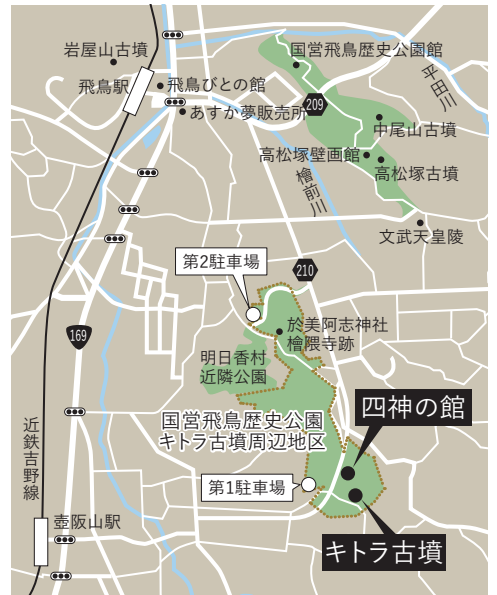 国営飛鳥歴史公園館
岩屋山古墳
平田川
飛鳥駅
飛鳥びとの館
209
あすか夢販売所
中尾山古墳
高松塚壁画館
高松塚古墳
檜前川
文武天皇陵
第2駐車場
210
於美阿志神社
檜隈寺跡
169
明日香村
近隣公園
四神の館
国営飛鳥歴史公園
キトラ古墳周辺地区
近鉄吉野線
第1駐車場
壺阪山駅
キトラ古墳